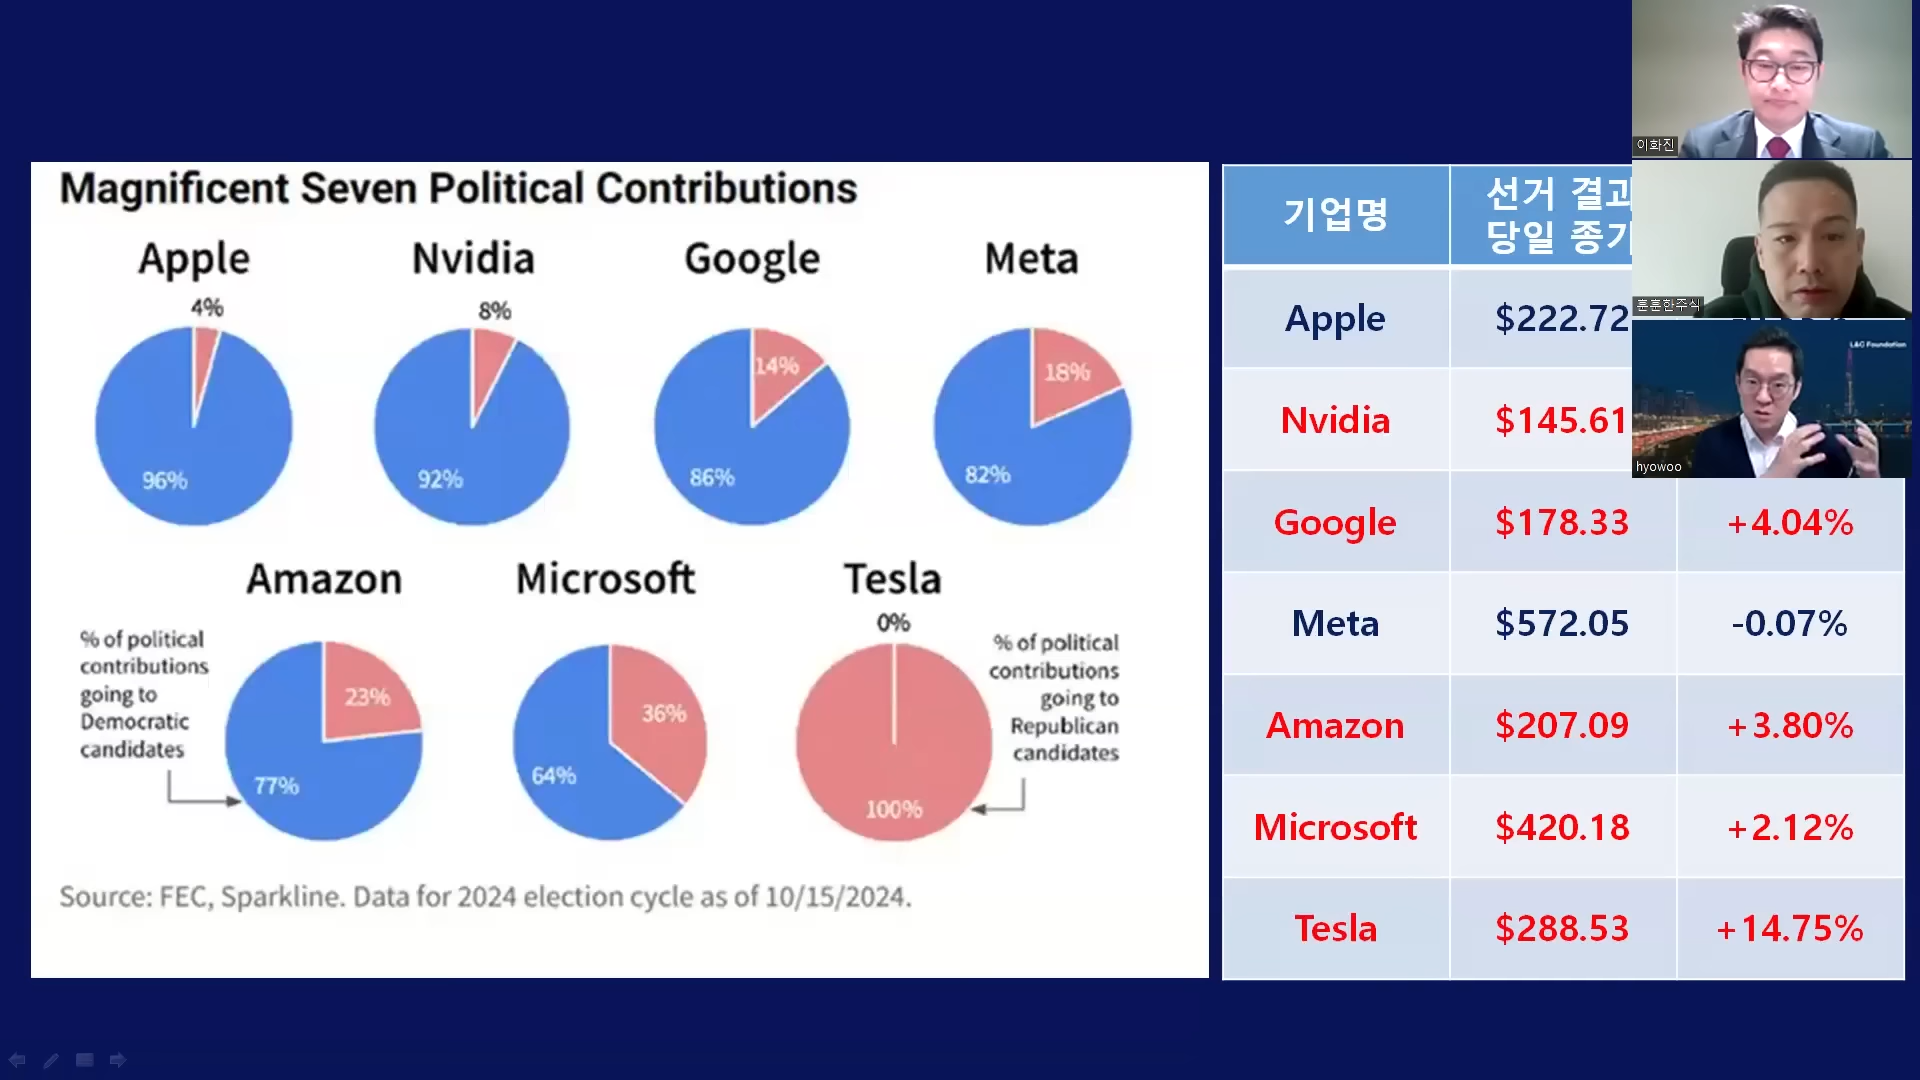 Magnificent Seven Political Contributions
Apple
Nvidia
Google
Meta
4%
8%
14%
18%
96%
92%
86%
82%
Amazon
Microsoft
Tesla
0%
% of political
contributions
going to
Democratic
candidates
23%
77%
36%
64%
100%
% of political
contributions
going to
Republican
candidates
Source: FEC, Sparkline. Data for 2024 election cycle as of 10/15/2024.
기업명
선거 결과
당일 종가
Apple $222.72
Nvidia $145.61
Google $178.33 +4.04%
Meta $572.05 -0.07%
Amazon $207.09 +3.80%
Microsoft $420.18 +2.12%
Tesla $288.53 +14.75%
이화진
훈훈한주식
L&C Foundation
hyowoo